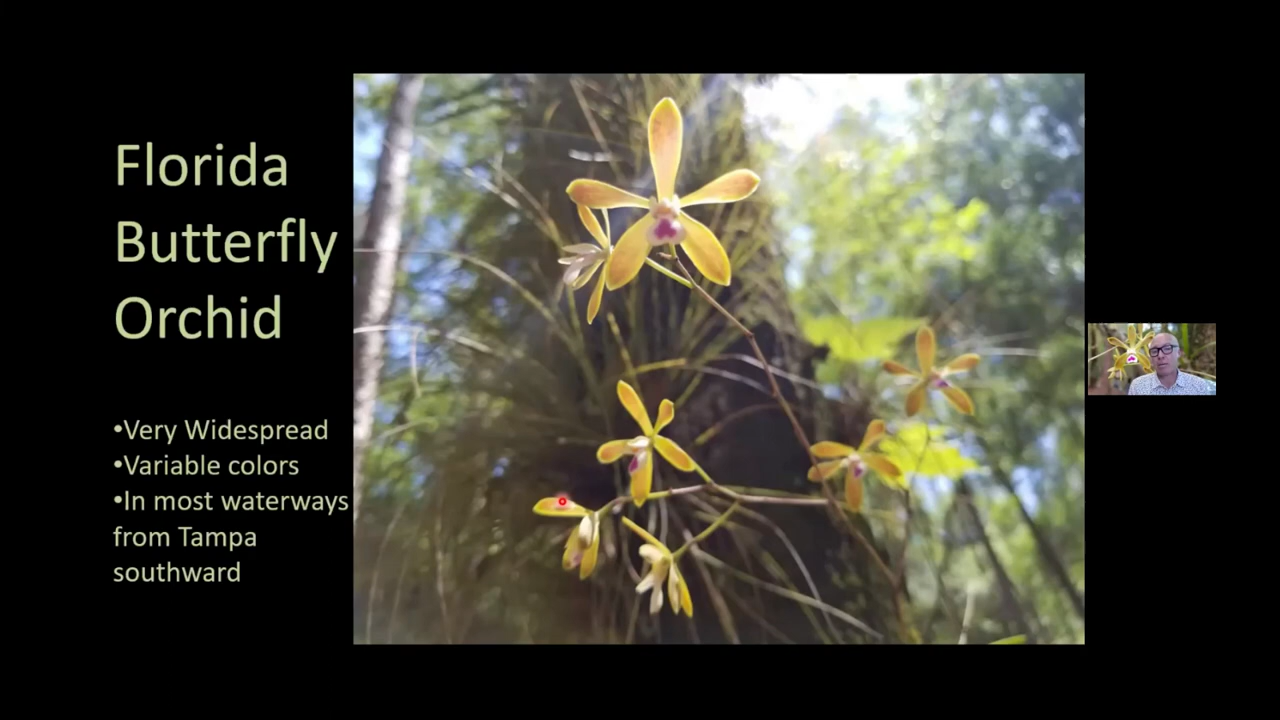 Florida
Butterfly
Orchid
•Very Widespread
•Variable colors
•In most waterways
from Tampa
southward